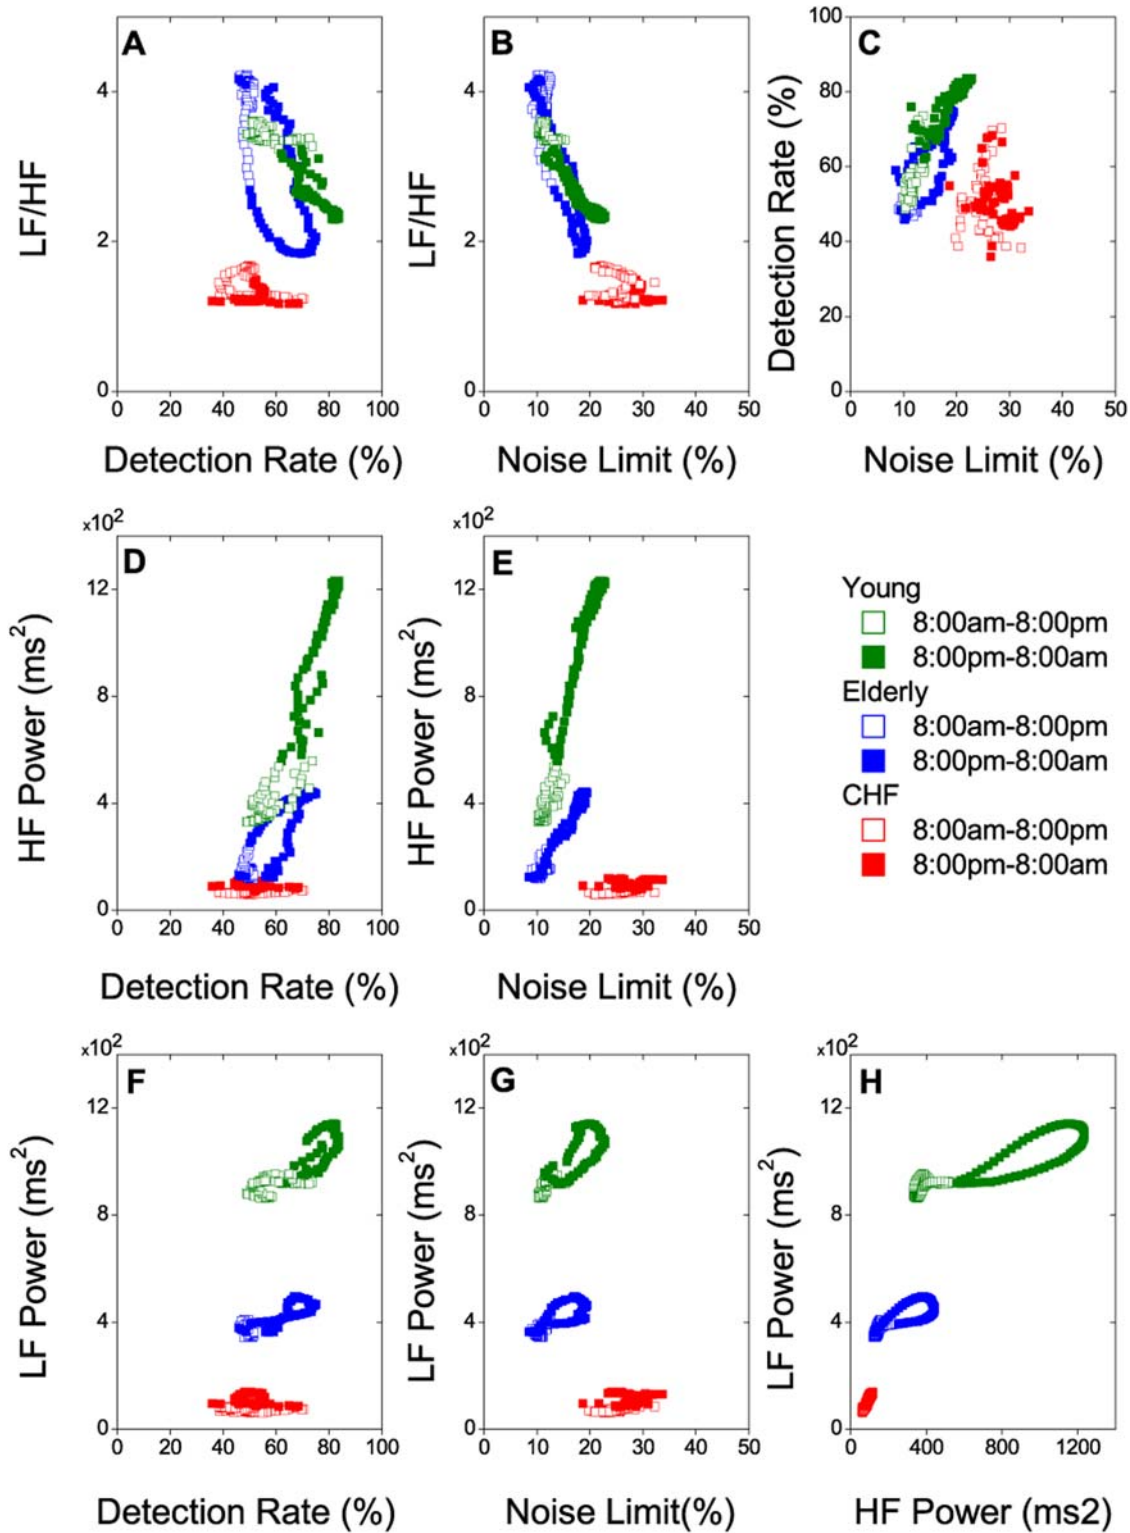 A
B
C
LF/HF
4
2
0
0 20 40 60 80 100
Detection Rate (%)
LF/HF
4
2
0
0 10 20 30 40 50
Noise Limit (%)
Detection Rate (%)
100
80
60
40
20
0
0 10 20 30 40 50
Noise Limit (%)
x10²
D
HF Power (ms²)
12
8
4
0
0 20 40 60 80 100
Detection Rate (%)
x10²
E
HF Power (ms²)
12
8
4
0
0 10 20 30 40 50
Noise Limit (%)
Young
8:00am-8:00pm
8:00pm-8:00am
Elderly
8:00am-8:00pm
8:00pm-8:00am
CHF
8:00am-8:00pm
8:00pm-8:00am
x10²
F
LF Power (ms²)
12
8
4
0
0 20 40 60 80 100
Detection Rate (%)
x10²
G
LF Power (ms²)
12
8
4
0
0 10 20 30 40 50
Noise Limit(%)
x10²
H
LF Power (ms²)
12
8
4
0
0 400 800 1200
HF Power (ms2)